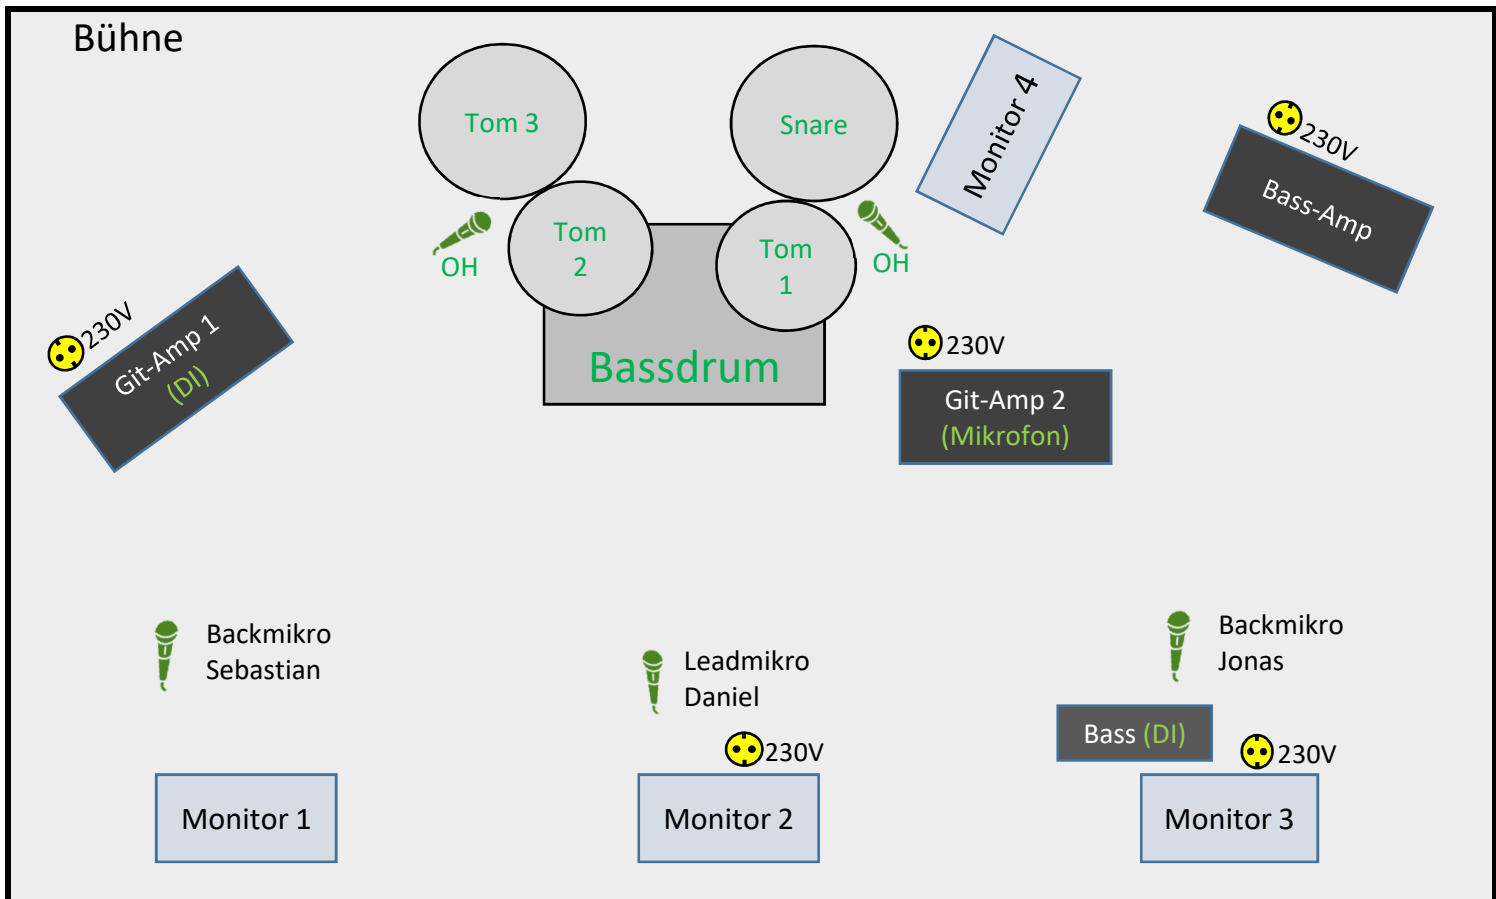 Bühne
Tom 3
Snare
Monitor 4
230V
Bass-Amp
OH
Tom
2
Tom
1
OH
230V
Git-Amp 1
(DI)
Bassdrum
230V
Git-Amp 2
(Mikrofon)
Backmikro
Sebastian
Leadmikro
Daniel
Backmikro
Jonas
Bass (DI)
230V
230V
Monitor 1
Monitor 2
Monitor 3